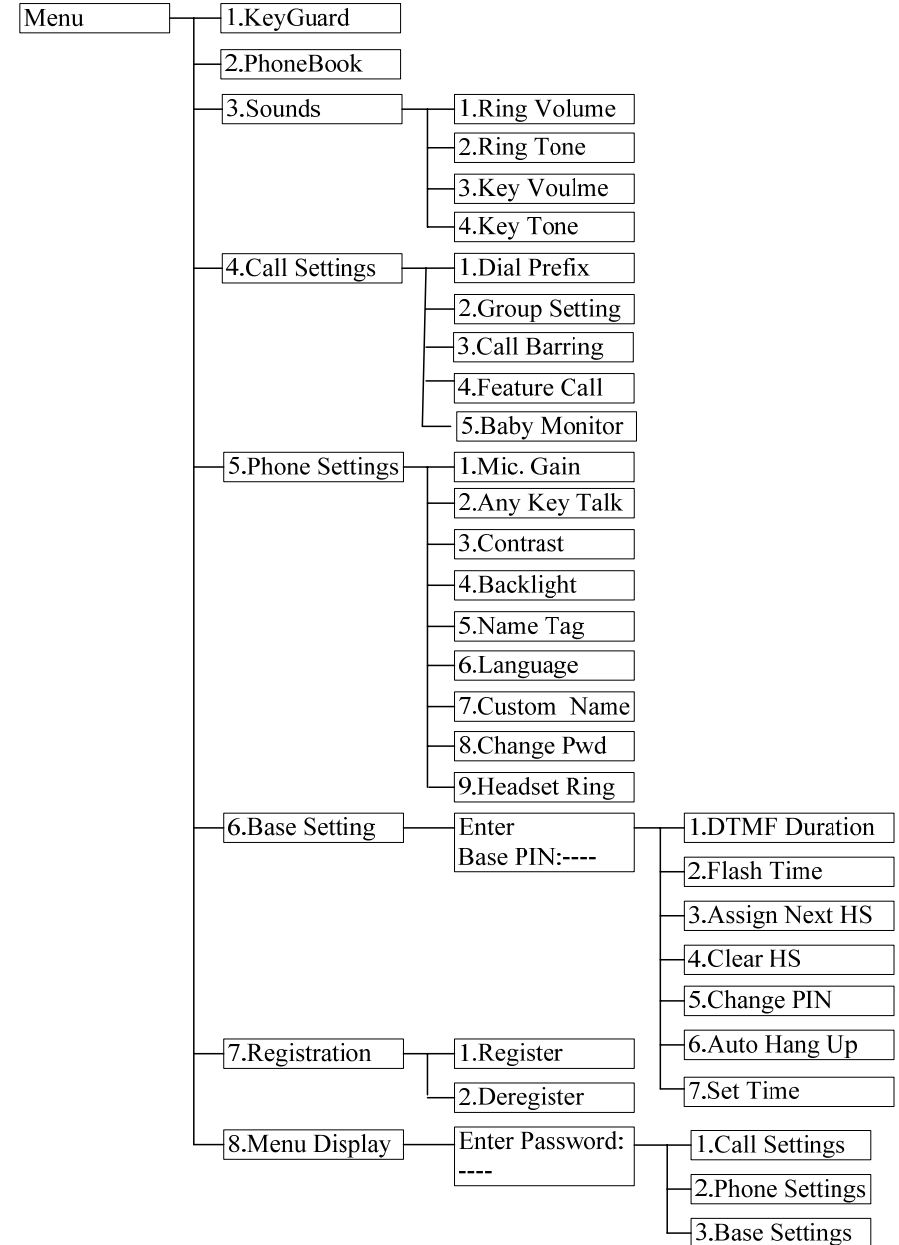 Menu
1.KeyGuard
2.PhoneBook
3.Sounds
1.Ring Volume
2.Ring Tone
3.Key Voulme
4.Key Tone
4.Call Settings
1.Dial Prefix
2.Group Setting
3.Call Barring
4.Feature Call
5.Baby Monitor
5.Phone Settings
1.Mic. Gain
2.Any Key Talk
3.Contrast
4.Backlight
5.Name Tag
6.Language
7.Custom  Name
8.Change Pwd
9.Headset Ring
6.Base Setting
Enter
Base PIN:----
1.DTMF Duration
2.Flash Time
3.Assign Next HS
4.Clear HS
5.Change PIN
6.Auto Hang Up
7.Set Time
7.Registration
1.Register
2.Deregister
8.Menu Display
Enter Password:
----
1.Call Settings
2.Phone Settings
3.Base Settings